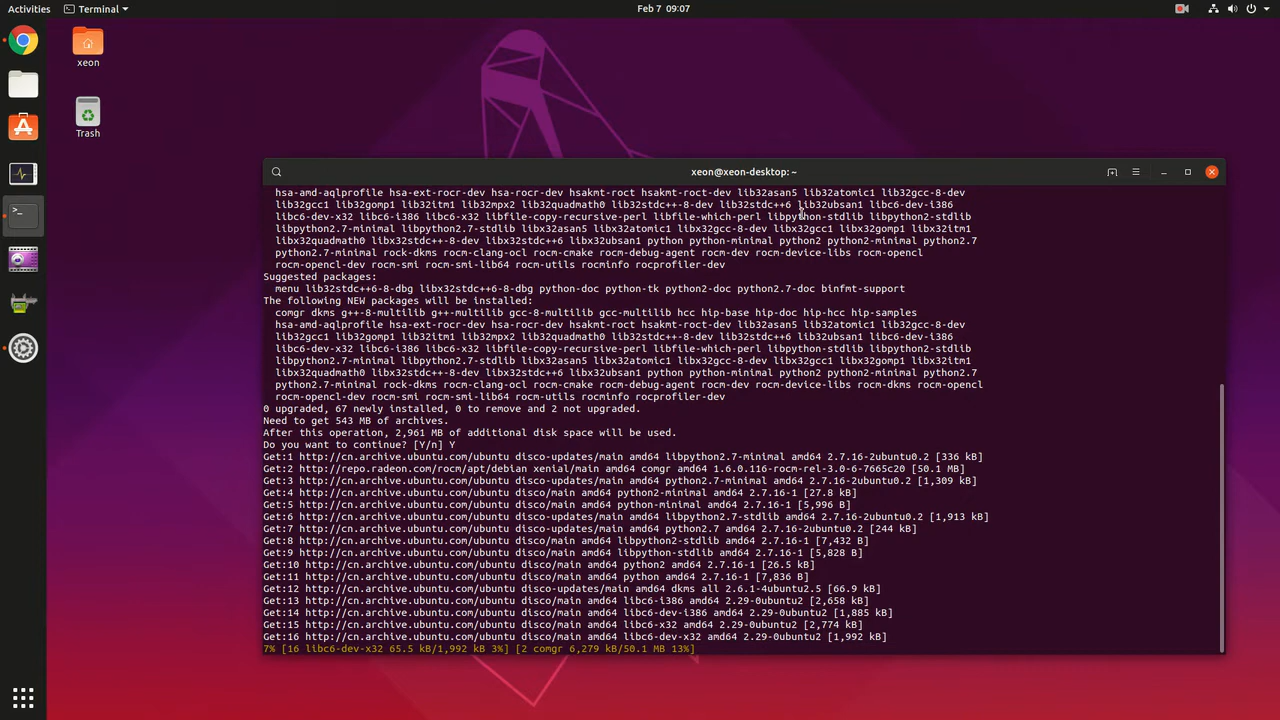 Activities
Terminal
Feb 7 09:07
xeon
Trash
xeon@xeon-desktop: ~
hsa-amd-aqlprofile hsa-ext-rocr-dev hsa-rocr-dev hsakmt-roct hsakmt-roct-dev lib32asan5 lib32atomic1 lib32gcc-8-dev
lib32gcc1 lib32gomp1 lib32itm1 lib32mpx2 lib32quadmath0 lib32stdc++-8-dev lib32stdc++6 lib32ubsan1 libc6-dev-i386
libc6-dev-x32 libc6-i386 libc6-x32 libfile-copy-recursive-perl libfile-which-perl libpython-stdlib libpython2-stdlib
libpython2.7-minimal libpython2.7-stdlib libx32asan5 libx32atomic1 libx32gcc-8-dev libx32gcc1 libx32gomp1 libx32itm1
libx32quadmath0 libx32stdc++-8-dev libx32stdc++6 libx32ubsan1 python python-minimal python2 python2-minimal python2.7
python2.7-minimal rock-dkms rocm-clang-ocl rocm-cmake rocm-debug-agent rocm-dev rocm-device-libs rocm-opencl
rocm-opencl-dev rocm-smi rocm-smi-lib64 rocm-utils rocminfo rocprofiler-dev
Suggested packages:
menu lib32stdc++6-8-dbg libx32stdc++6-8-dbg python-doc python-tk python2-doc python2.7-doc binfmt-support
The following NEW packages will be installed:
comgr dkms g++-8-multilib g++-multilib gcc-8-multilib gcc-multilib hcc hip-base hip-doc hip-hcc hip-samples
hsa-amd-aqlprofile hsa-ext-rocr-dev hsa-rocr-dev hsakmt-roct hsakmt-roct-dev lib32asan5 lib32atomic1 lib32gcc-8-dev
lib32gcc1 lib32gomp1 lib32itm1 lib32mpx2 lib32quadmath0 lib32stdc++-8-dev lib32stdc++6 lib32ubsan1 libc6-dev-i386
libc6-dev-x32 libc6-i386 libc6-x32 libfile-copy-recursive-perl libfile-which-perl libpython-stdlib libpython2-stdlib
libpython2.7-minimal libpython2.7-stdlib libx32asan5 libx32atomic1 libx32gcc-8-dev libx32gcc1 libx32gomp1 libx32itm1
libx32quadmath0 libx32stdc++-8-dev libx32stdc++6 libx32ubsan1 python python-minimal python2 python2-minimal python2.7
python2.7-minimal rock-dkms rocm-clang-ocl rocm-cmake rocm-debug-agent rocm-dev rocm-device-libs rocm-dkms rocm-opencl
rocm-opencl-dev rocm-smi rocm-smi-lib64 rocm-utils rocminfo rocprofiler-dev
0 upgraded, 67 newly installed, 0 to remove and 2 not upgraded.
Need to get 543 MB of archives.
After this operation, 2,961 MB of additional disk space will be used.
Do you want to continue? [Y/n] Y
Get:1 http://cn.archive.ubuntu.com/ubuntu disco-updates/main amd64 libpython2.7-minimal amd64 2.7.16-2ubuntu0.2 [336 kB]
Get:2 http://repo.radeon.com/rocm/apt/debian xenial/main amd64 comgr amd64 1.6.0.116-rocm-rel-3.0-6-7665c20 [50.1 MB]
Get:3 http://cn.archive.ubuntu.com/ubuntu disco-updates/main amd64 python2.7-minimal amd64 2.7.16-2ubuntu0.2 [1,309 kB]
Get:4 http://cn.archive.ubuntu.com/ubuntu disco/main amd64 python2-minimal amd64 2.7.16-1 [27.8 kB]
Get:5 http://cn.archive.ubuntu.com/ubuntu disco/main amd64 python-minimal amd64 2.7.16-1 [5,996 B]
Get:6 http://cn.archive.ubuntu.com/ubuntu disco-updates/main amd64 libpython2.7-stdlib amd64 2.7.16-2ubuntu0.2 [1,913 kB]
Get:7 http://cn.archive.ubuntu.com/ubuntu disco-updates/main amd64 python2.7 amd64 2.7.16-2ubuntu0.2 [244 kB]
Get:8 http://cn.archive.ubuntu.com/ubuntu disco/main amd64 libpython2-stdlib amd64 2.7.16-1 [7,432 B]
Get:9 http://cn.archive.ubuntu.com/ubuntu disco/main amd64 libpython-stdlib amd64 2.7.16-1 [5,828 B]
Get:10 http://cn.archive.ubuntu.com/ubuntu disco/main amd64 python2 amd64 2.7.16-1 [26.5 kB]
Get:11 http://cn.archive.ubuntu.com/ubuntu disco/main amd64 python amd64 2.7.16-1 [7,836 B]
Get:12 http://cn.archive.ubuntu.com/ubuntu disco-updates/main amd64 dkms all 2.6.1-4ubuntu2.5 [66.9 kB]
Get:13 http://cn.archive.ubuntu.com/ubuntu disco/main amd64 libc6-i386 amd64 2.29-0ubuntu2 [2,658 kB]
Get:14 http://cn.archive.ubuntu.com/ubuntu disco/main amd64 libc6-dev-i386 amd64 2.29-0ubuntu2 [1,885 kB]
Get:15 http://cn.archive.ubuntu.com/ubuntu disco/main amd64 libc6-x32 amd64 2.29-0ubuntu2 [2,774 kB]
Get:16 http://cn.archive.ubuntu.com/ubuntu disco/main amd64 libc6-dev-x32 amd64 2.29-0ubuntu2 [1,992 kB]
7% [16 libc6-dev-x32 65.5 kB/1,992 kB 3%] [2 comgr 6,279 kB/50.1 MB 13%]